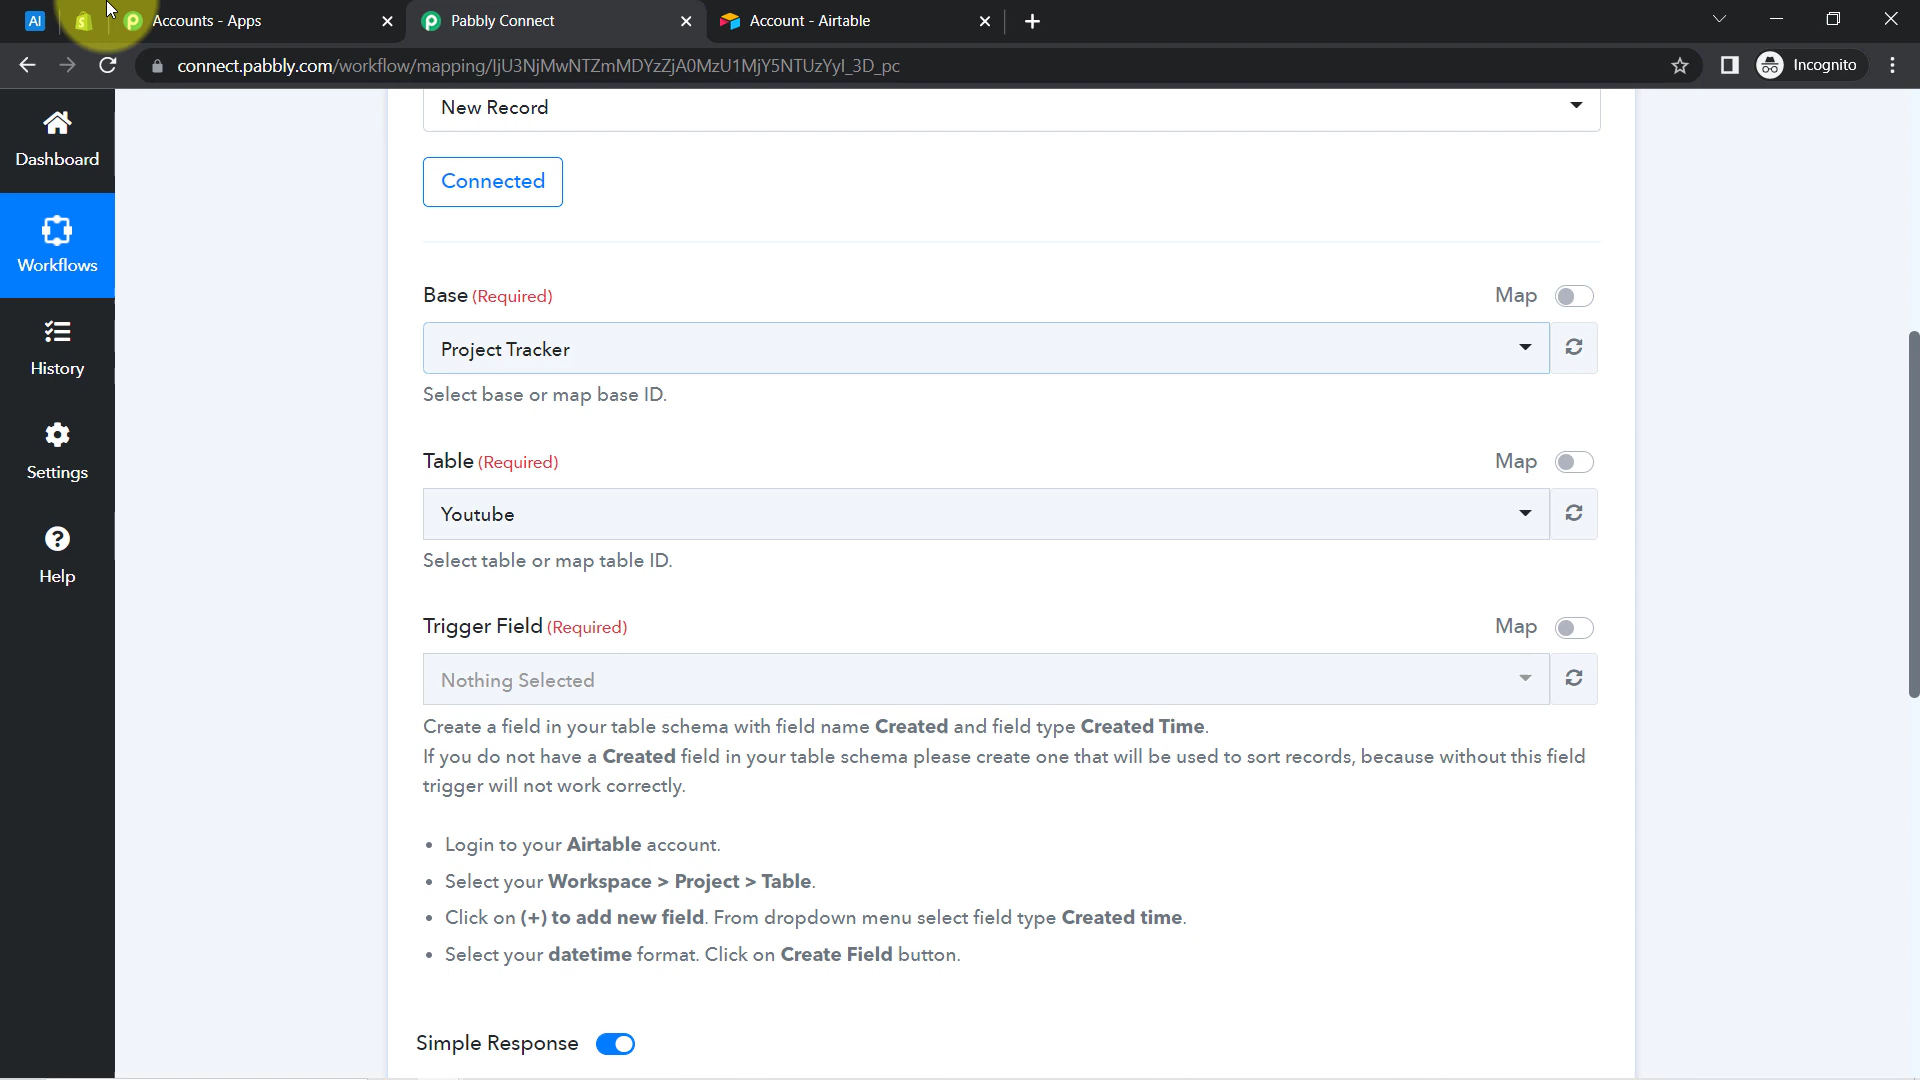 AI
Accounts - Apps
Pabbly Connect
Account - Airtable
connect.pabbly.com/workflow/mapping/IjU3NjMwNTZmMDYzZjA0MzU1MjY5NTUzYyI_3D_pc
Incognito
New Record
Dashboard
Connected
Workflows
Base (Required)
Map
Project Tracker
History
Select base or map base ID.
Table (Required)
Map
Settings
Youtube
Select table or map table ID.
Help
Trigger Field (Required)
Map
Nothing Selected
Create a field in your table schema with field name Created and field type Created Time.
If you do not have a Created field in your table schema please create one that will be used to sort records, because without this field
trigger will not work correctly.
• Login to your Airtable account.
• Select your Workspace > Project > Table.
• Click on (+) to add new field. From dropdown menu select field type Created time.
• Select your datetime format. Click on Create Field button.
Simple Response